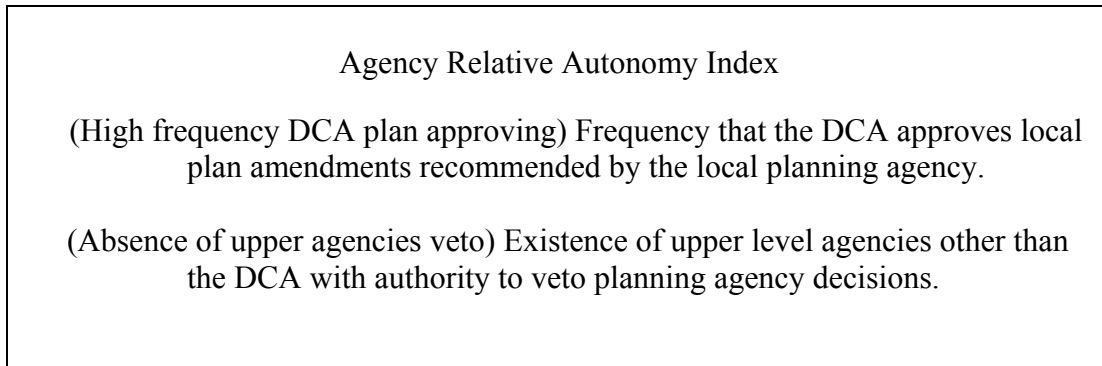 Agency Relative Autonomy Index
(High frequency DCA plan approving) Frequency that the DCA approves local
plan amendments recommended by the local planning agency.
(Absence of upper agencies veto) Existence of upper level agencies other than
the DCA with authority to veto planning agency decisions.